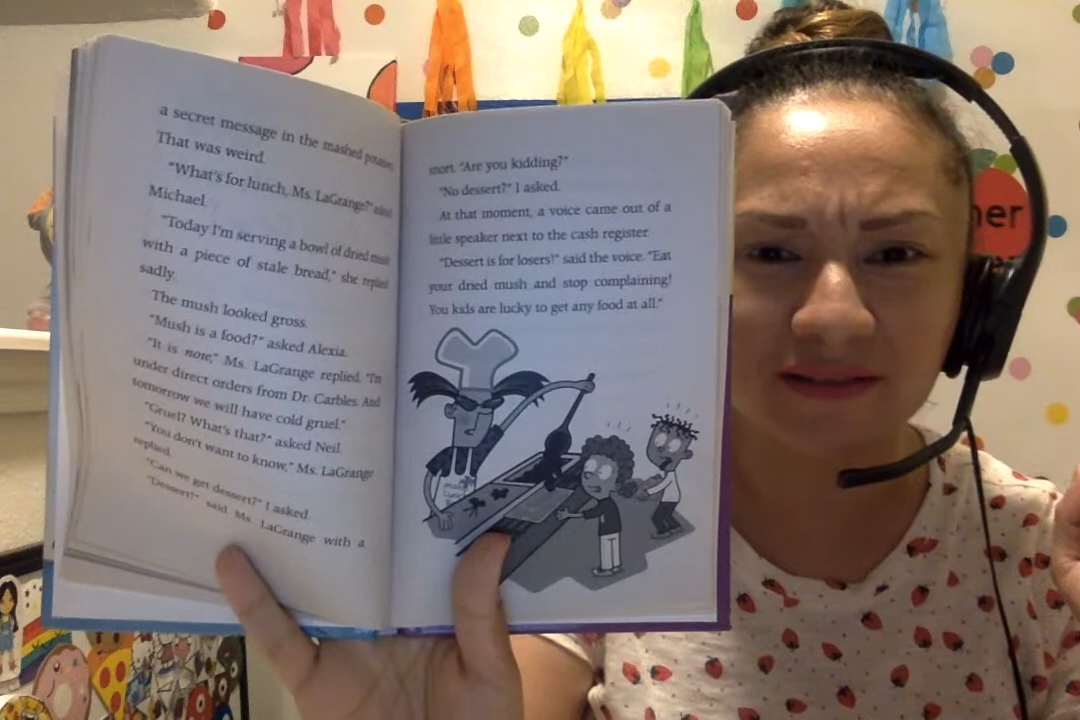 a secret message in the mashed potatoes.
That was weird.
"What's for lunch, Ms. LaGrange?" asked
Michael.
"Today I'm serving a bowl of dried mush
with a piece of stale bread," she replied
sadly.
The mush looked gross.
"Mush is a food?" asked Alexia.
"It is now," Ms. LaGrange replied. "I'm
under direct orders from Dr. Carbles. And
tomorrow we will have cold gruel."
"Gruel? What's that?" asked Neil.
"You don't want to know," Ms. LaGrange
replied.
"Can we get dessert?" I asked.
"Dessert?" said Ms. LaGrange with a
snort. "Are you kidding?"
"No dessert?" I asked.
At that moment, a voice came out of a
little speaker next to the cash register.
"Dessert is for losers!" said the voice. "Eat
your dried mush and stop complaining!
You kids are lucky to get any food at all."
her